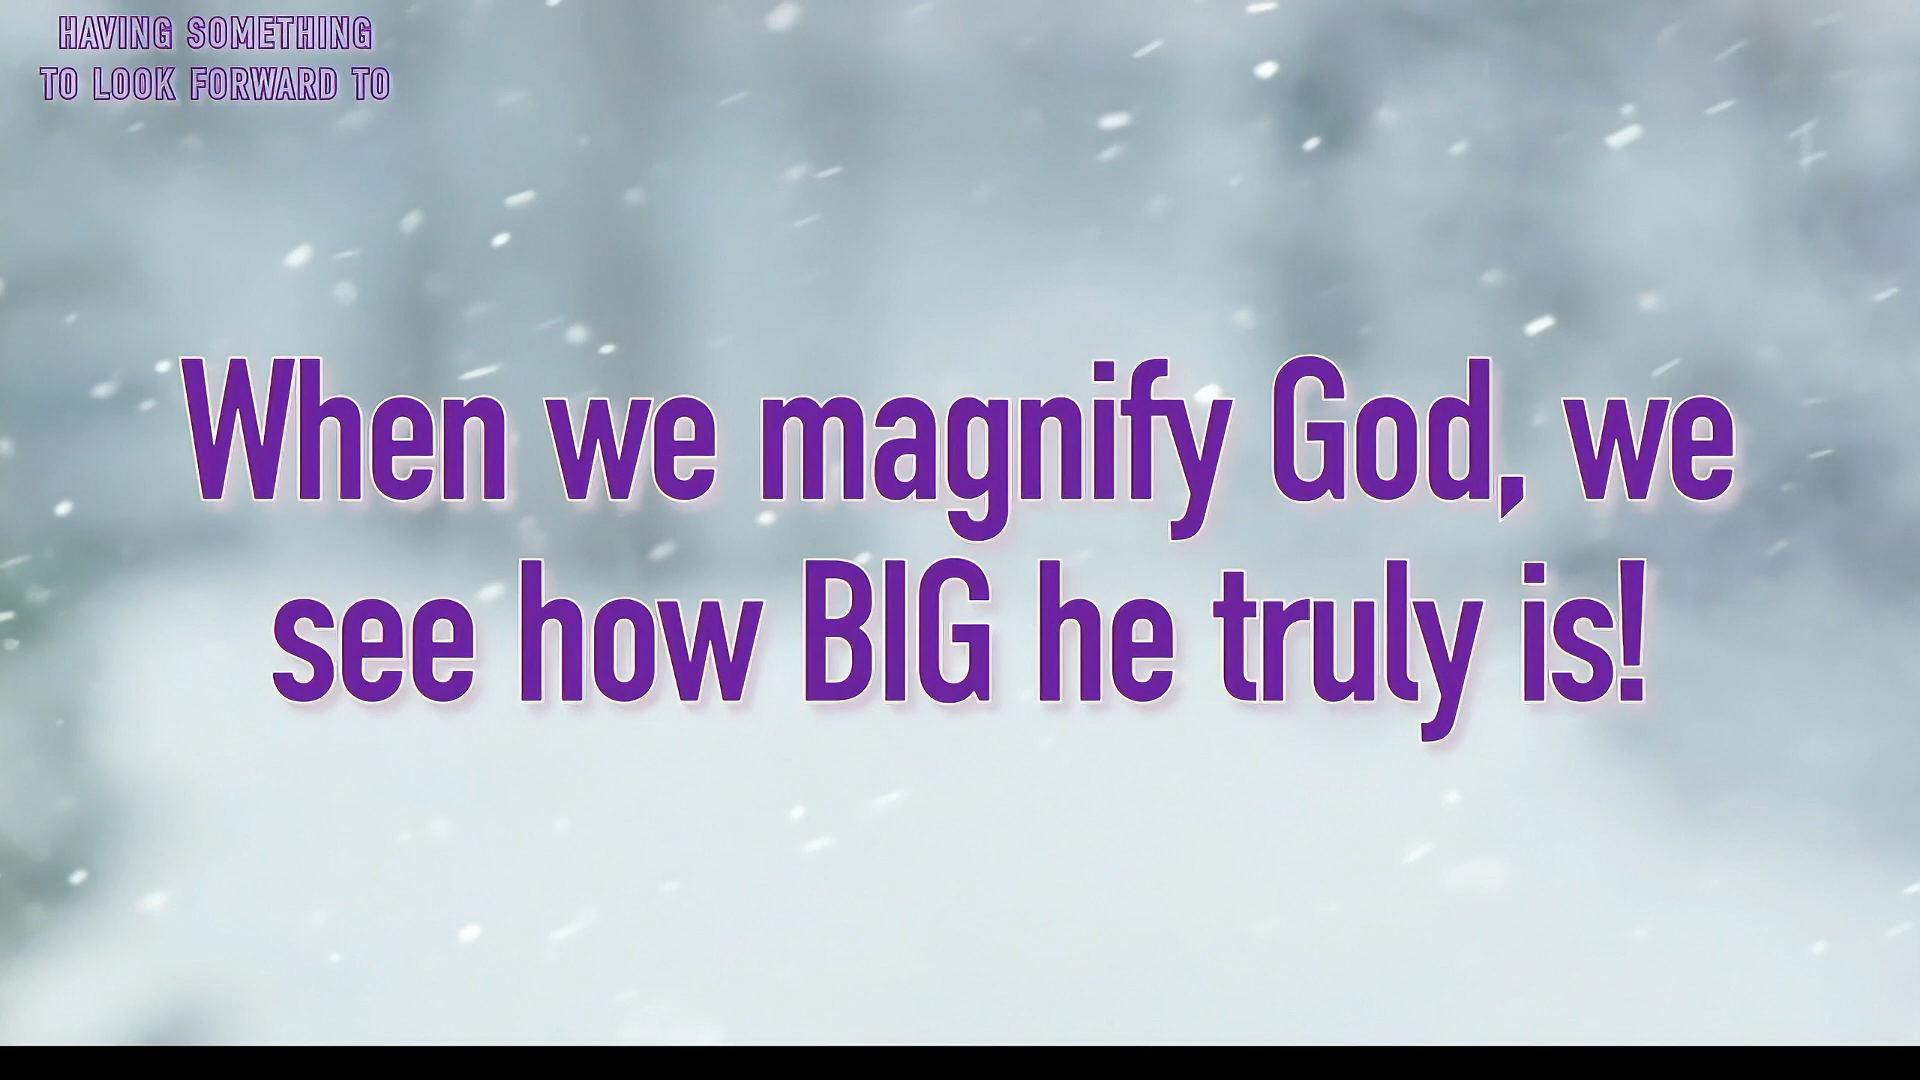 HAVING SOMETHING
TO LOOK FORWARD TO
When we magnify God, we
see how BIG he truly is!